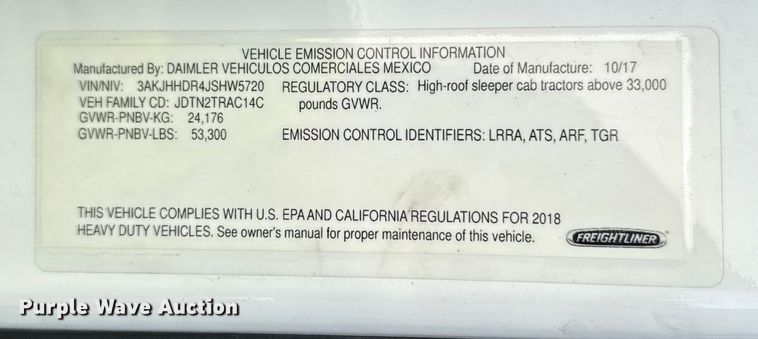 VEHICLE EMISSION CONTROL INFORMATION
Manufactured By: DAIMLER VEHICULOS COMERCIALES MEXICO Date of Manufacture: 10/17
VIN/NIV: 3AKJHHDR4JSHW5720 REGULATORY CLASS: High-roof sleeper cab tractors above 33,000
VEH FAMILY CD: JDTN2TRAC14C pounds GVWR.
GVWR-PNBV-KG: 24,176
GVWR-PNBV-LBS: 53,300 EMISSION CONTROL IDENTIFIERS: LRRA, ATS, ARF, TGR
THIS VEHICLE COMPLIES WITH U.S. EPA AND CALIFORNIA REGULATIONS FOR 2018
HEAVY DUTY VEHICLES. See owner's manual for proper maintenance of this vehicle.
FREIGHTLINER
Purple Wave Auction